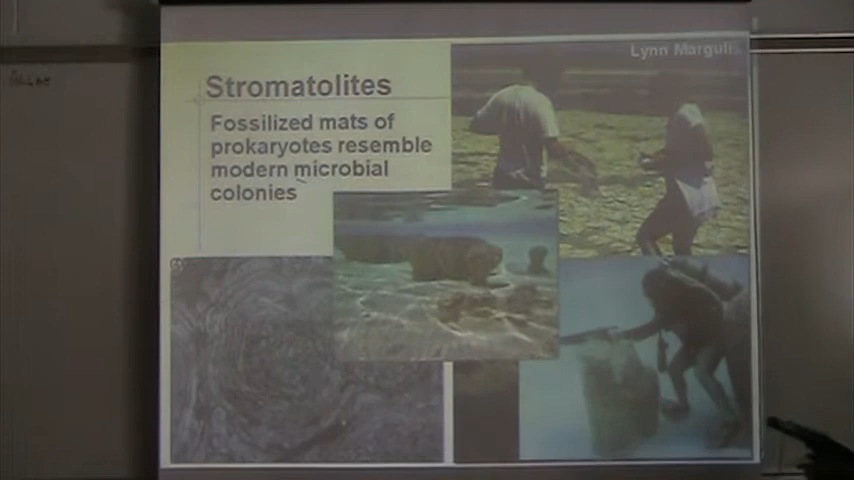 Lynn Margulis
Stromatolites
Fossilized mats of
prokaryotes resemble
modern microbial
colonies